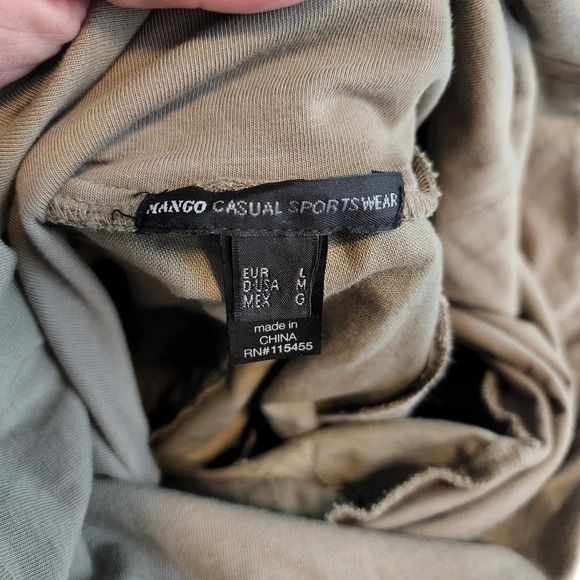 MANGO CASUAL SPORTSWEAR
EUR L
D·USA M
MEX G
made in
CHINA
RN#115455